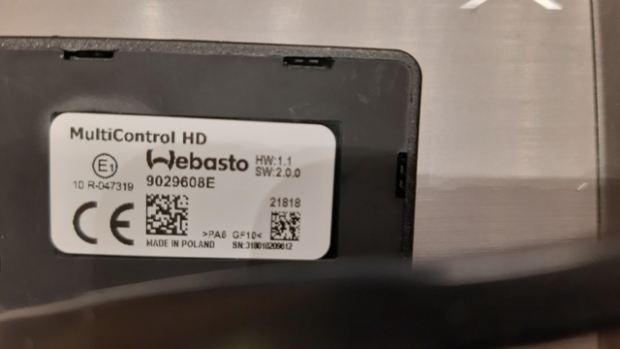 MultiControl HD
E1
Webasto
HW:1.1
SW:2.0.0
10 R-047319
9029608E
21818
CE
>PA6 GF10<
MADE IN POLAND
SN:318018209612